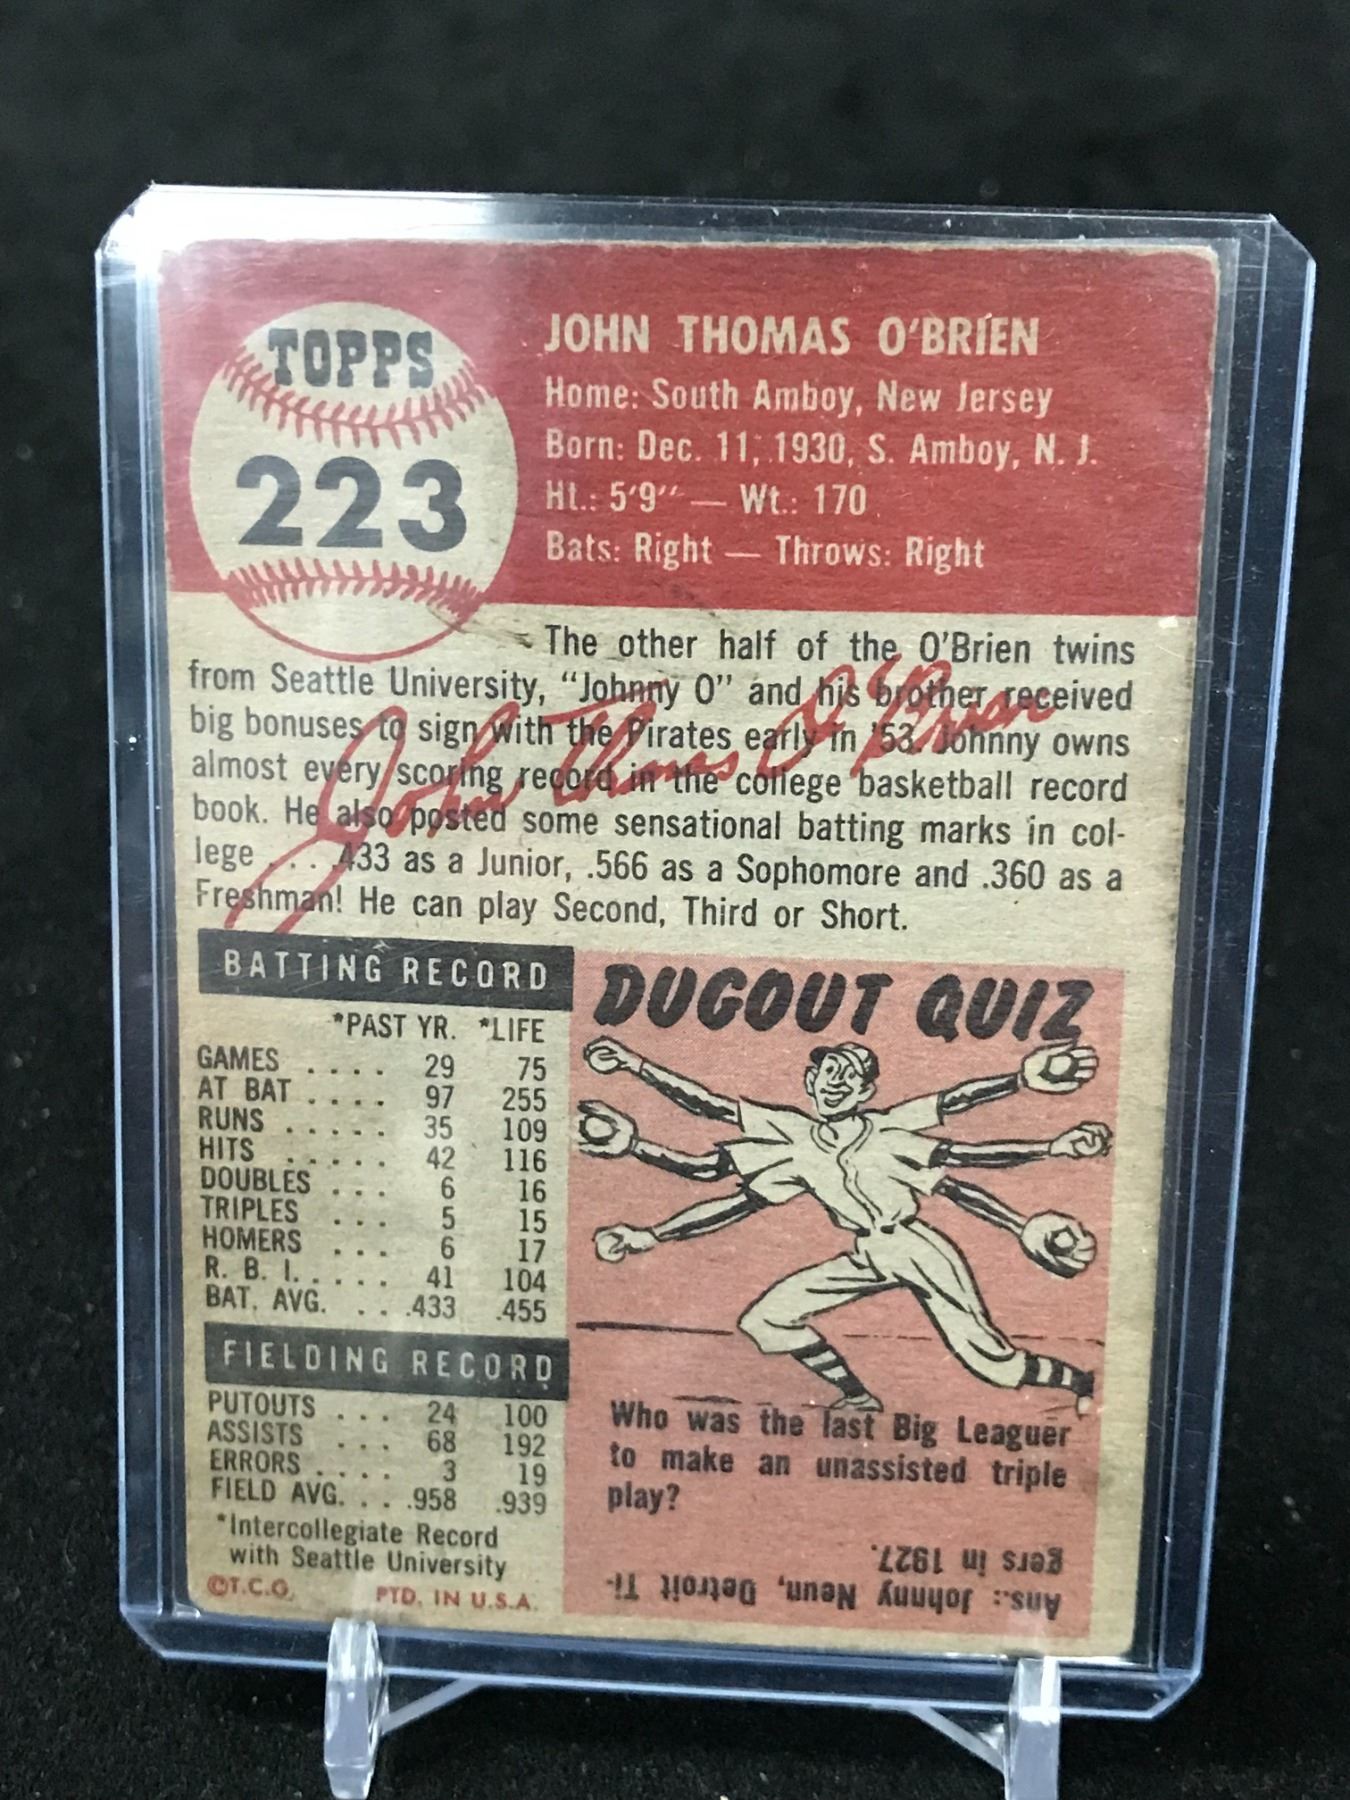 TOPPS
223
JOHN THOMAS O'BRIEN
Home: South Amboy, New Jersey
Born: Dec. 11, 1930, S. Amboy, N. J.
Ht.: 5'9" — Wt.: 170
Bats: Right — Throws: Right
The other half of the O'Brien twins
from Seattle University, "Johnny O" and his brother received
big bonuses to sign with the Pirates early in '53. Johnny owns
almost every scoring record in the college basketball record
book. He also posted some sensational batting marks in col-
lege . . . .433 as a Junior, .566 as a Sophomore and .360 as a
Freshman! He can play Second, Third or Short.
John Thomas O'Brien
BATTING RECORD
*PAST YR. *LIFE
GAMES . . . . 29 75
AT BAT . . . . 97 255
RUNS . . . . . 35 109
HITS . . . . . 42 116
DOUBLES . . . 6 16
TRIPLES . . . 5 15
HOMERS . . . 6 17
R. B. I. . . . . 41 104
BAT. AVG. . . .433 .455
FIELDING RECORD
PUTOUTS . . . 24 100
ASSISTS . . . 68 192
ERRORS . . . . 3 19
FIELD AVG. . . .958 .939
*Intercollegiate Record
with Seattle University
©T.C.G. PTD. IN U.S.A.
DUGOUT QUIZ
Who was the last Big Leaguer
to make an unassisted triple
play?
Ans.: Johnny Neun, Detroit Ti-
gers in 1927.